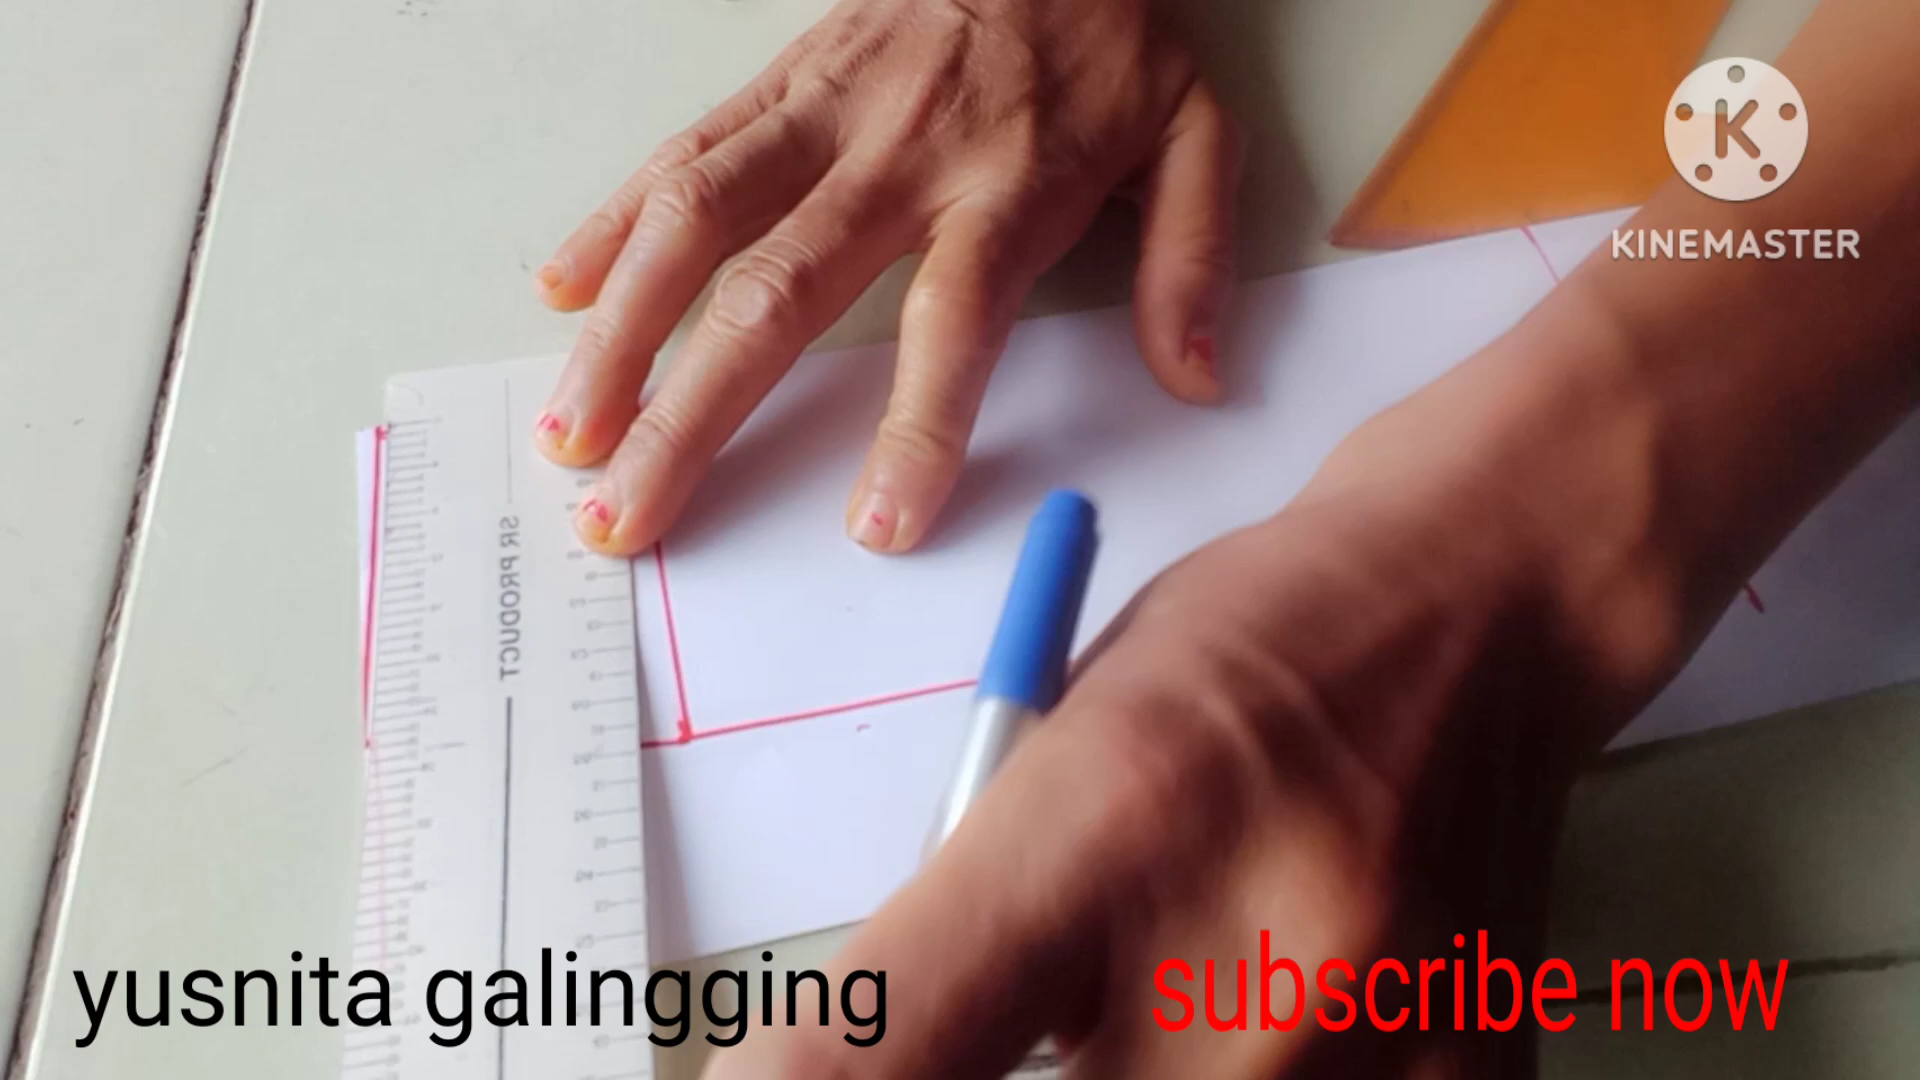 K
KINEMASTER
SR PRODUCT
yusnita galingging
subscribe now